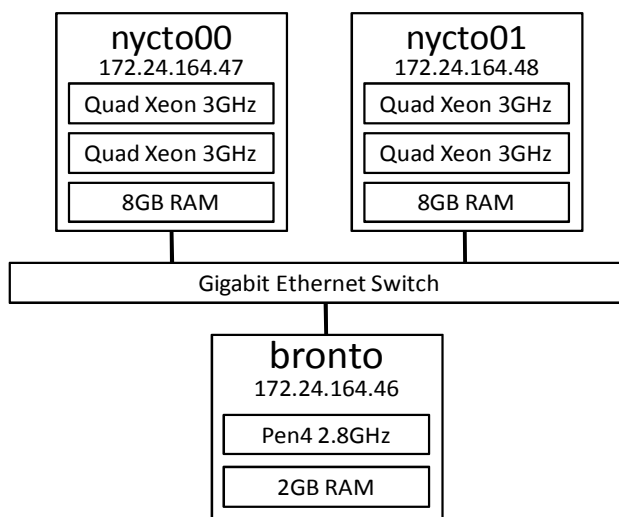 nycto00
172.24.164.47
Quad Xeon 3GHz
Quad Xeon 3GHz
8GB RAM
nycto01
172.24.164.48
Quad Xeon 3GHz
Quad Xeon 3GHz
8GB RAM
Gigabit Ethernet Switch
bronto
172.24.164.46
Pen4 2.8GHz
2GB RAM